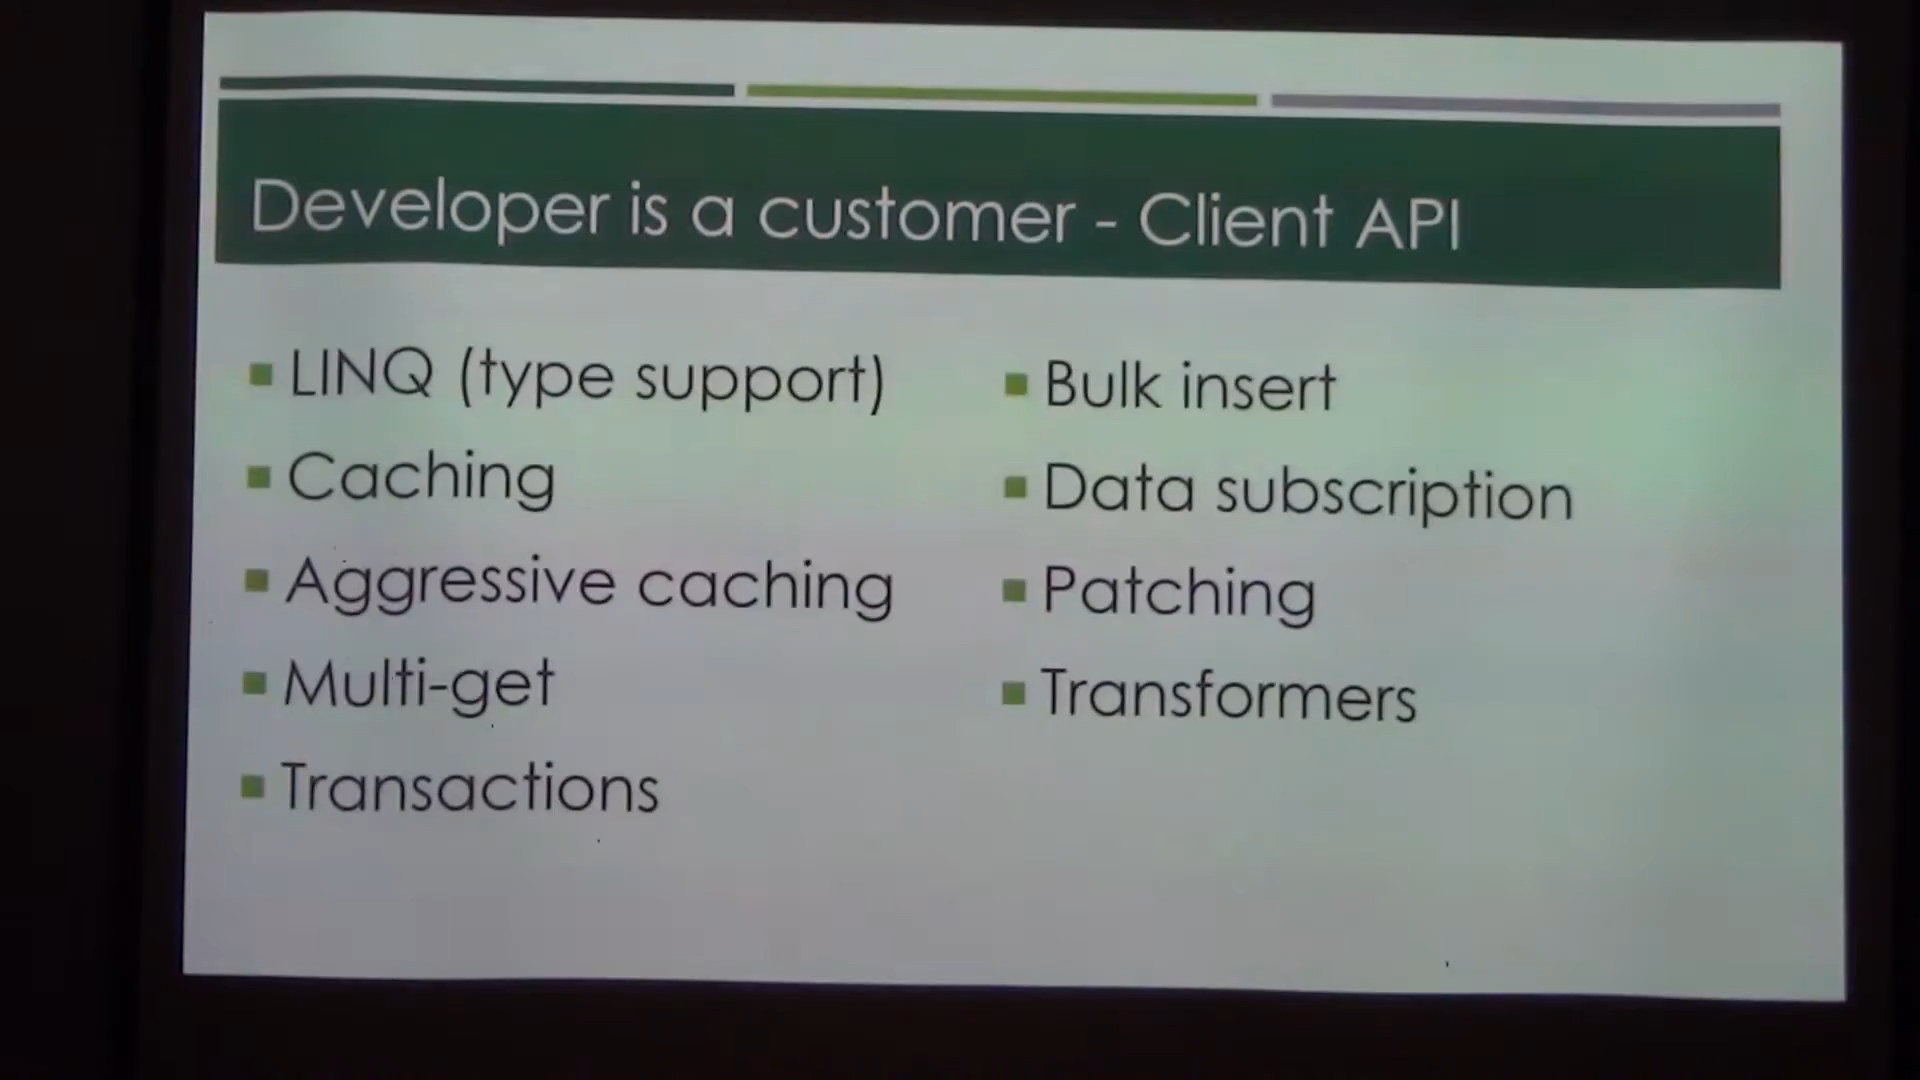 Developer is a customer - Client API
LINQ (type support)
Caching
Aggressive caching
Multi-get
Transactions
Bulk insert
Data subscription
Patching
Transformers